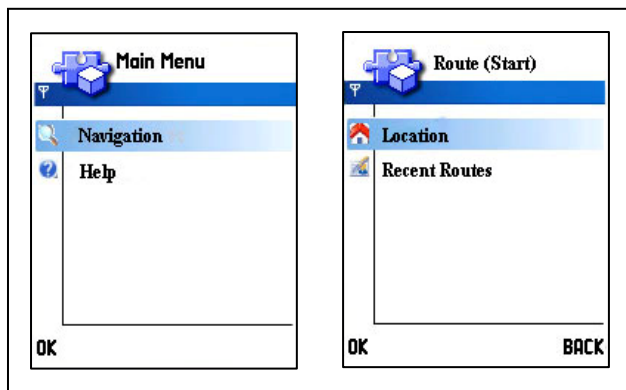 Main Menu
Navigation
Help
OK
Route (Start)
Location
Recent Routes
OK BACK